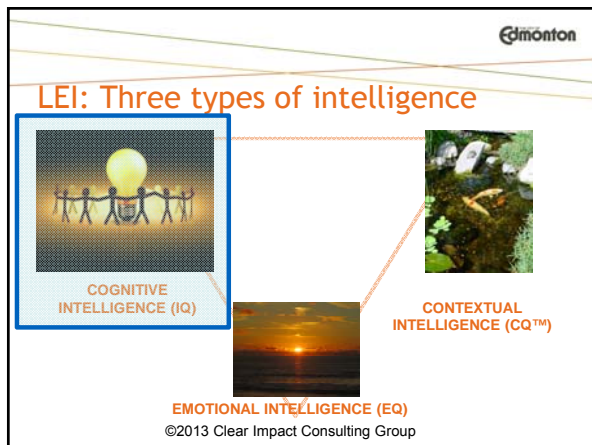 Edmonton
LEI: Three types of intelligence
COGNITIVE
INTELLIGENCE (IQ)
CONTEXTUAL
INTELLIGENCE (CQ™)
EMOTIONAL INTELLIGENCE (EQ)
©2013 Clear Impact Consulting Group